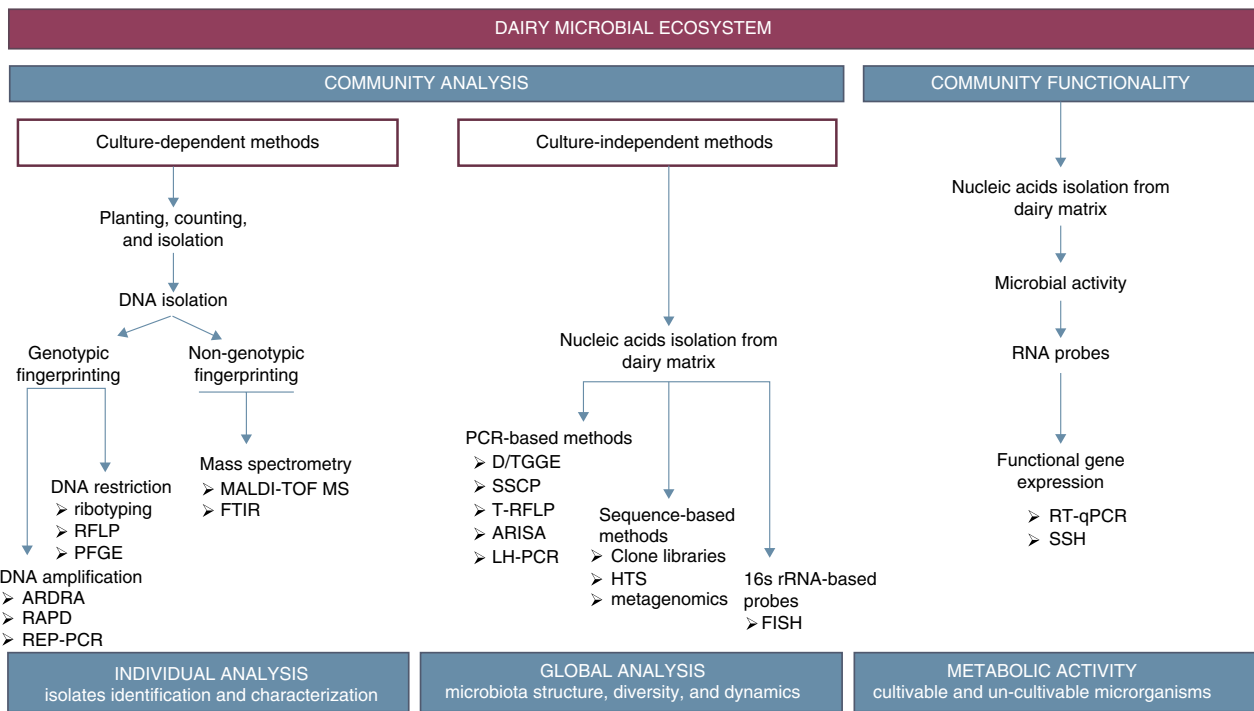 DAIRY MICROBIAL ECOSYSTEM
COMMUNITY ANALYSIS
COMMUNITY FUNCTIONALITY
Culture-dependent methods
Planting, counting,
and isolation
DNA isolation
Genotypic
fingerprinting
Non-genotypic
fingerprinting
Mass spectrometry
➢ MALDI-TOF MS
➢ FTIR
DNA restriction
➢ ribotyping
➢ RFLP
➢ PFGE
DNA amplification
➢ ARDRA
➢ RAPD
➢ REP-PCR
Culture-independent methods
Nucleic acids isolation from
dairy matrix
PCR-based methods
➢ D/TGGE
➢ SSCP
➢ T-RFLP
➢ ARISA
➢ LH-PCR
Sequence-based
methods
➢ Clone libraries
➢ HTS
➢ metagenomics
16s rRNA-based
probes
➢ FISH
Nucleic acids isolation from
dairy matrix
Microbial activity
RNA probes
Functional gene
expression
➢ RT-qPCR
➢ SSH
INDIVIDUAL ANALYSIS
isolates identification and characterization
GLOBAL ANALYSIS
microbiota structure, diversity, and dynamics
METABOLIC ACTIVITY
cultivable and un-cultivable microrganisms